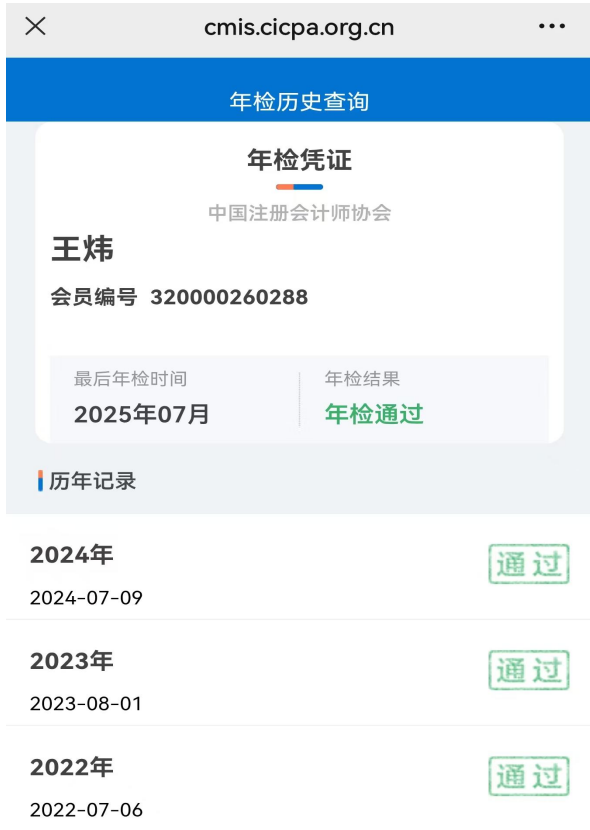 cmis.cicpa.org.cn
年检历史查询
年检凭证
中国注册会计师协会
王炜
会员编号 320000260288
最后年检时间 年检结果
2025年07月 年检通过
历年记录
2024年 通过
2024-07-09
2023年 通过
2023-08-01
2022年 通过
2022-07-06